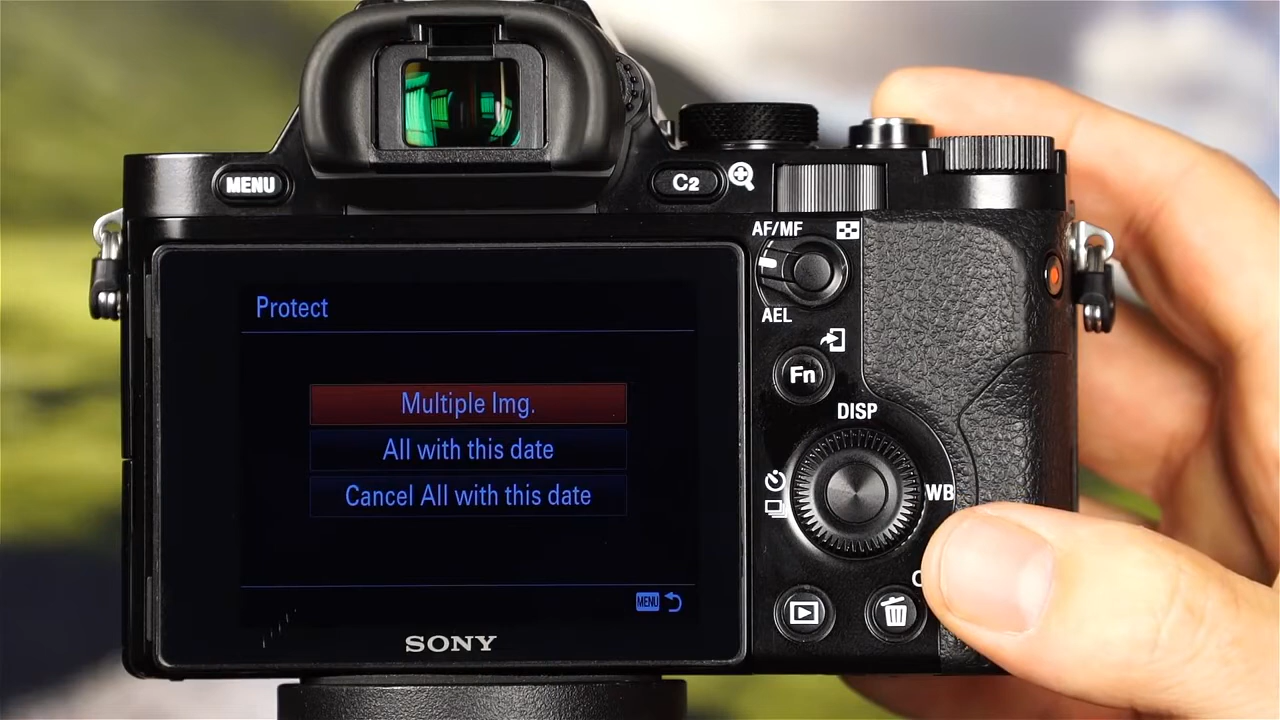 MENU
C2
AF/MF
AEL
Fn
DISP
WB
Protect
Multiple Img.
All with this date
Cancel All with this date
MENU
SONY